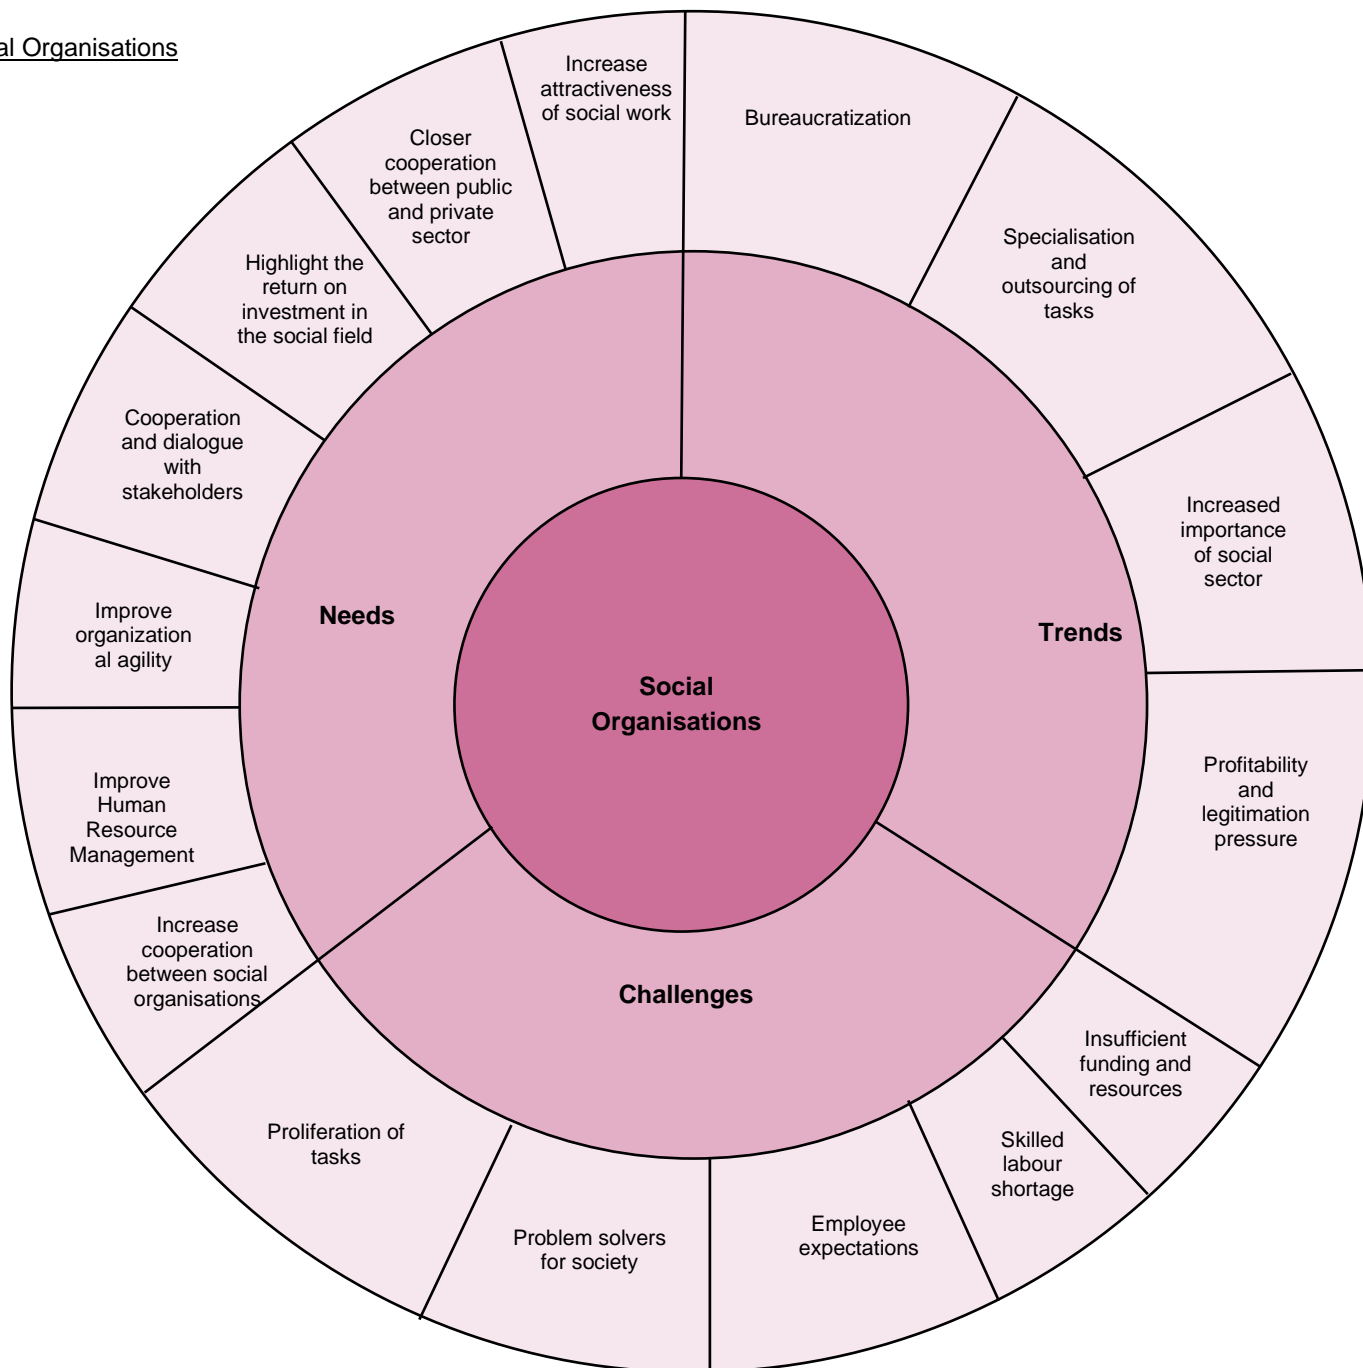 al Organisations
Increase
attractiveness
of social work
Bureaucratization
Closer
cooperation
between public
and private
sector
Specialisation
and
outsourcing of
tasks
Highlight the
return on
investment in
the social field
Cooperation
and dialogue
with
stakeholders
Increased
importance
of social
sector
Improve
organization
al agility
Needs
Trends
Social
Organisations
Profitability
and
legitimation
pressure
Improve
Human
Resource
Management
Increase
cooperation
between social
organisations
Challenges
Insufficient
funding and
resources
Proliferation of
tasks
Skilled
labour
shortage
Problem solvers
for society
Employee
expectations